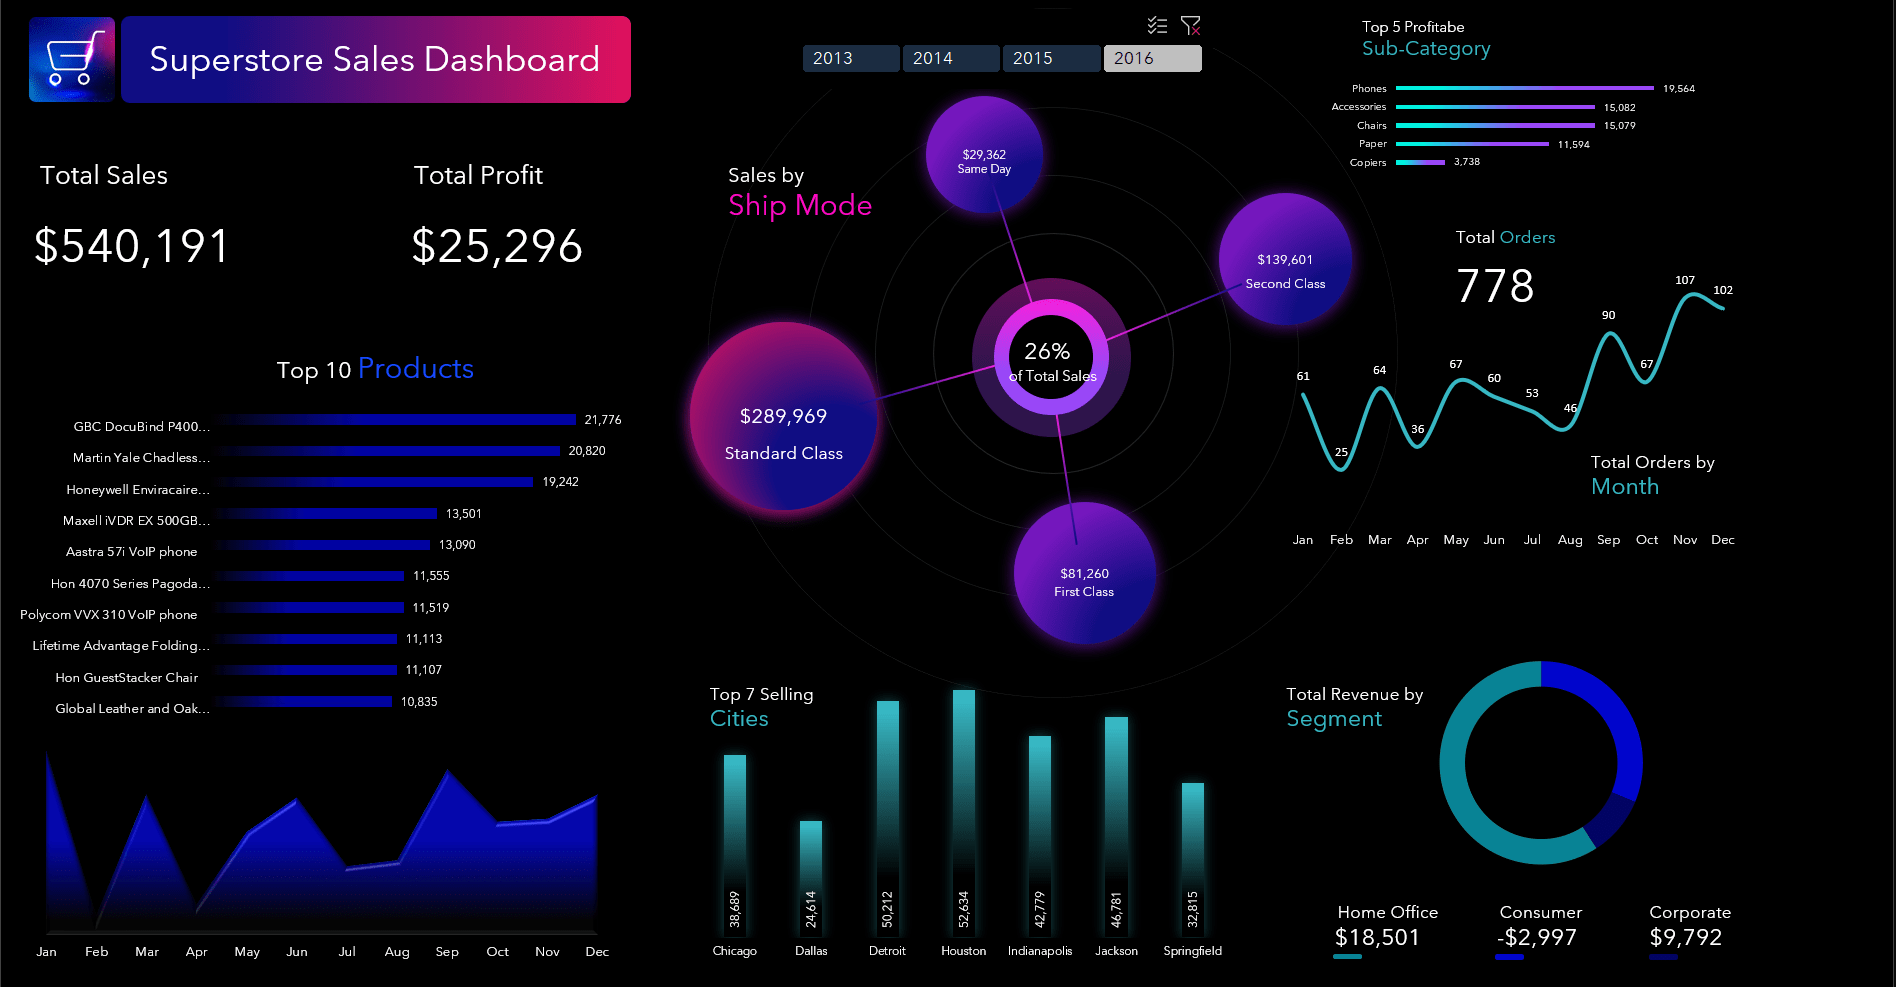 Superstore Sales Dashboard
2013
2014
2015
2016
Total Sales
$540,191
Total Profit
$25,296
Top 10 Products
GBC DocuBind P400... 21,776
Martin Yale Chadless... 20,820
Honeywell Enviracaire... 19,242
Maxell iVDR EX 500GB... 13,501
Aastra 57i VoIP phone 13,090
Hon 4070 Series Pagoda... 11,555
Polycom VVX 310 VoIP phone 11,519
Lifetime Advantage Folding... 11,113
Hon GuestStacker Chair 11,107
Global Leather and Oak... 10,835
Jan Feb Mar Apr May Jun Jul Aug Sep Oct Nov Dec
Sales by
Ship Mode
$29,362
Same Day
$139,601
Second Class
26%
of Total Sales
$289,969
Standard Class
$81,260
First Class
Top 7 Selling
Cities
38,689 24,614 50,212 52,634 42,779 46,781 32,815
Chicago Dallas Detroit Houston Indianapolis Jackson Springfield
Top 5 Profitabe
Sub-Category
Phones 19,564
Accessories 15,082
Chairs 15,079
Paper 11,594
Copiers 3,738
Total Orders
778
61 25 64 36 67 60 53 46 90 67 107 102
Total Orders by
Month
Jan Feb Mar Apr May Jun Jul Aug Sep Oct Nov Dec
Total Revenue by
Segment
Home Office Consumer Corporate
$18,501 -$2,997 $9,792